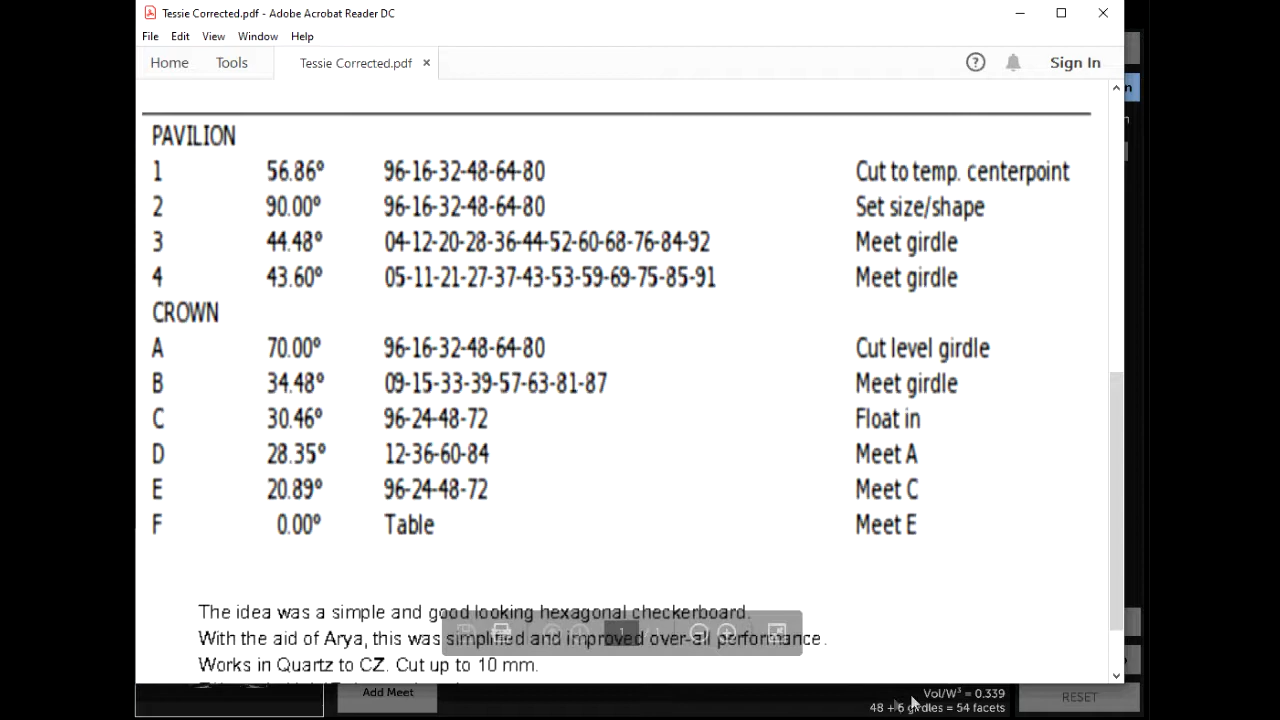 Tessie Corrected.pdf - Adobe Acrobat Reader DC
File Edit View Window Help
Home Tools Tessie Corrected.pdf × Sign In
PAVILION
1 56.86° 96-16-32-48-64-80 Cut to temp. centerpoint
2 90.00° 96-16-32-48-64-80 Set size/shape
3 44.48° 04-12-20-28-36-44-52-60-68-76-84-92 Meet girdle
4 43.60° 05-11-21-27-37-43-53-59-69-75-85-91 Meet girdle
CROWN
A 70.00° 96-16-32-48-64-80 Cut level girdle
B 34.48° 09-15-33-39-57-63-81-87 Meet girdle
C 30.46° 96-24-48-72 Float in
D 28.35° 12-36-60-84 Meet A
E 20.89° 96-24-48-72 Meet C
F 0.00° Table Meet E
The idea was a simple and good looking hexagonal checkerboard.
With the aid of Arya, this was simplified and improved over-all performance.
Works in Quartz to CZ. Cut up to 10 mm.
1
Add Meet
Vol/W³ = 0.339
48 + 6 girdles = 54 facets
RESET